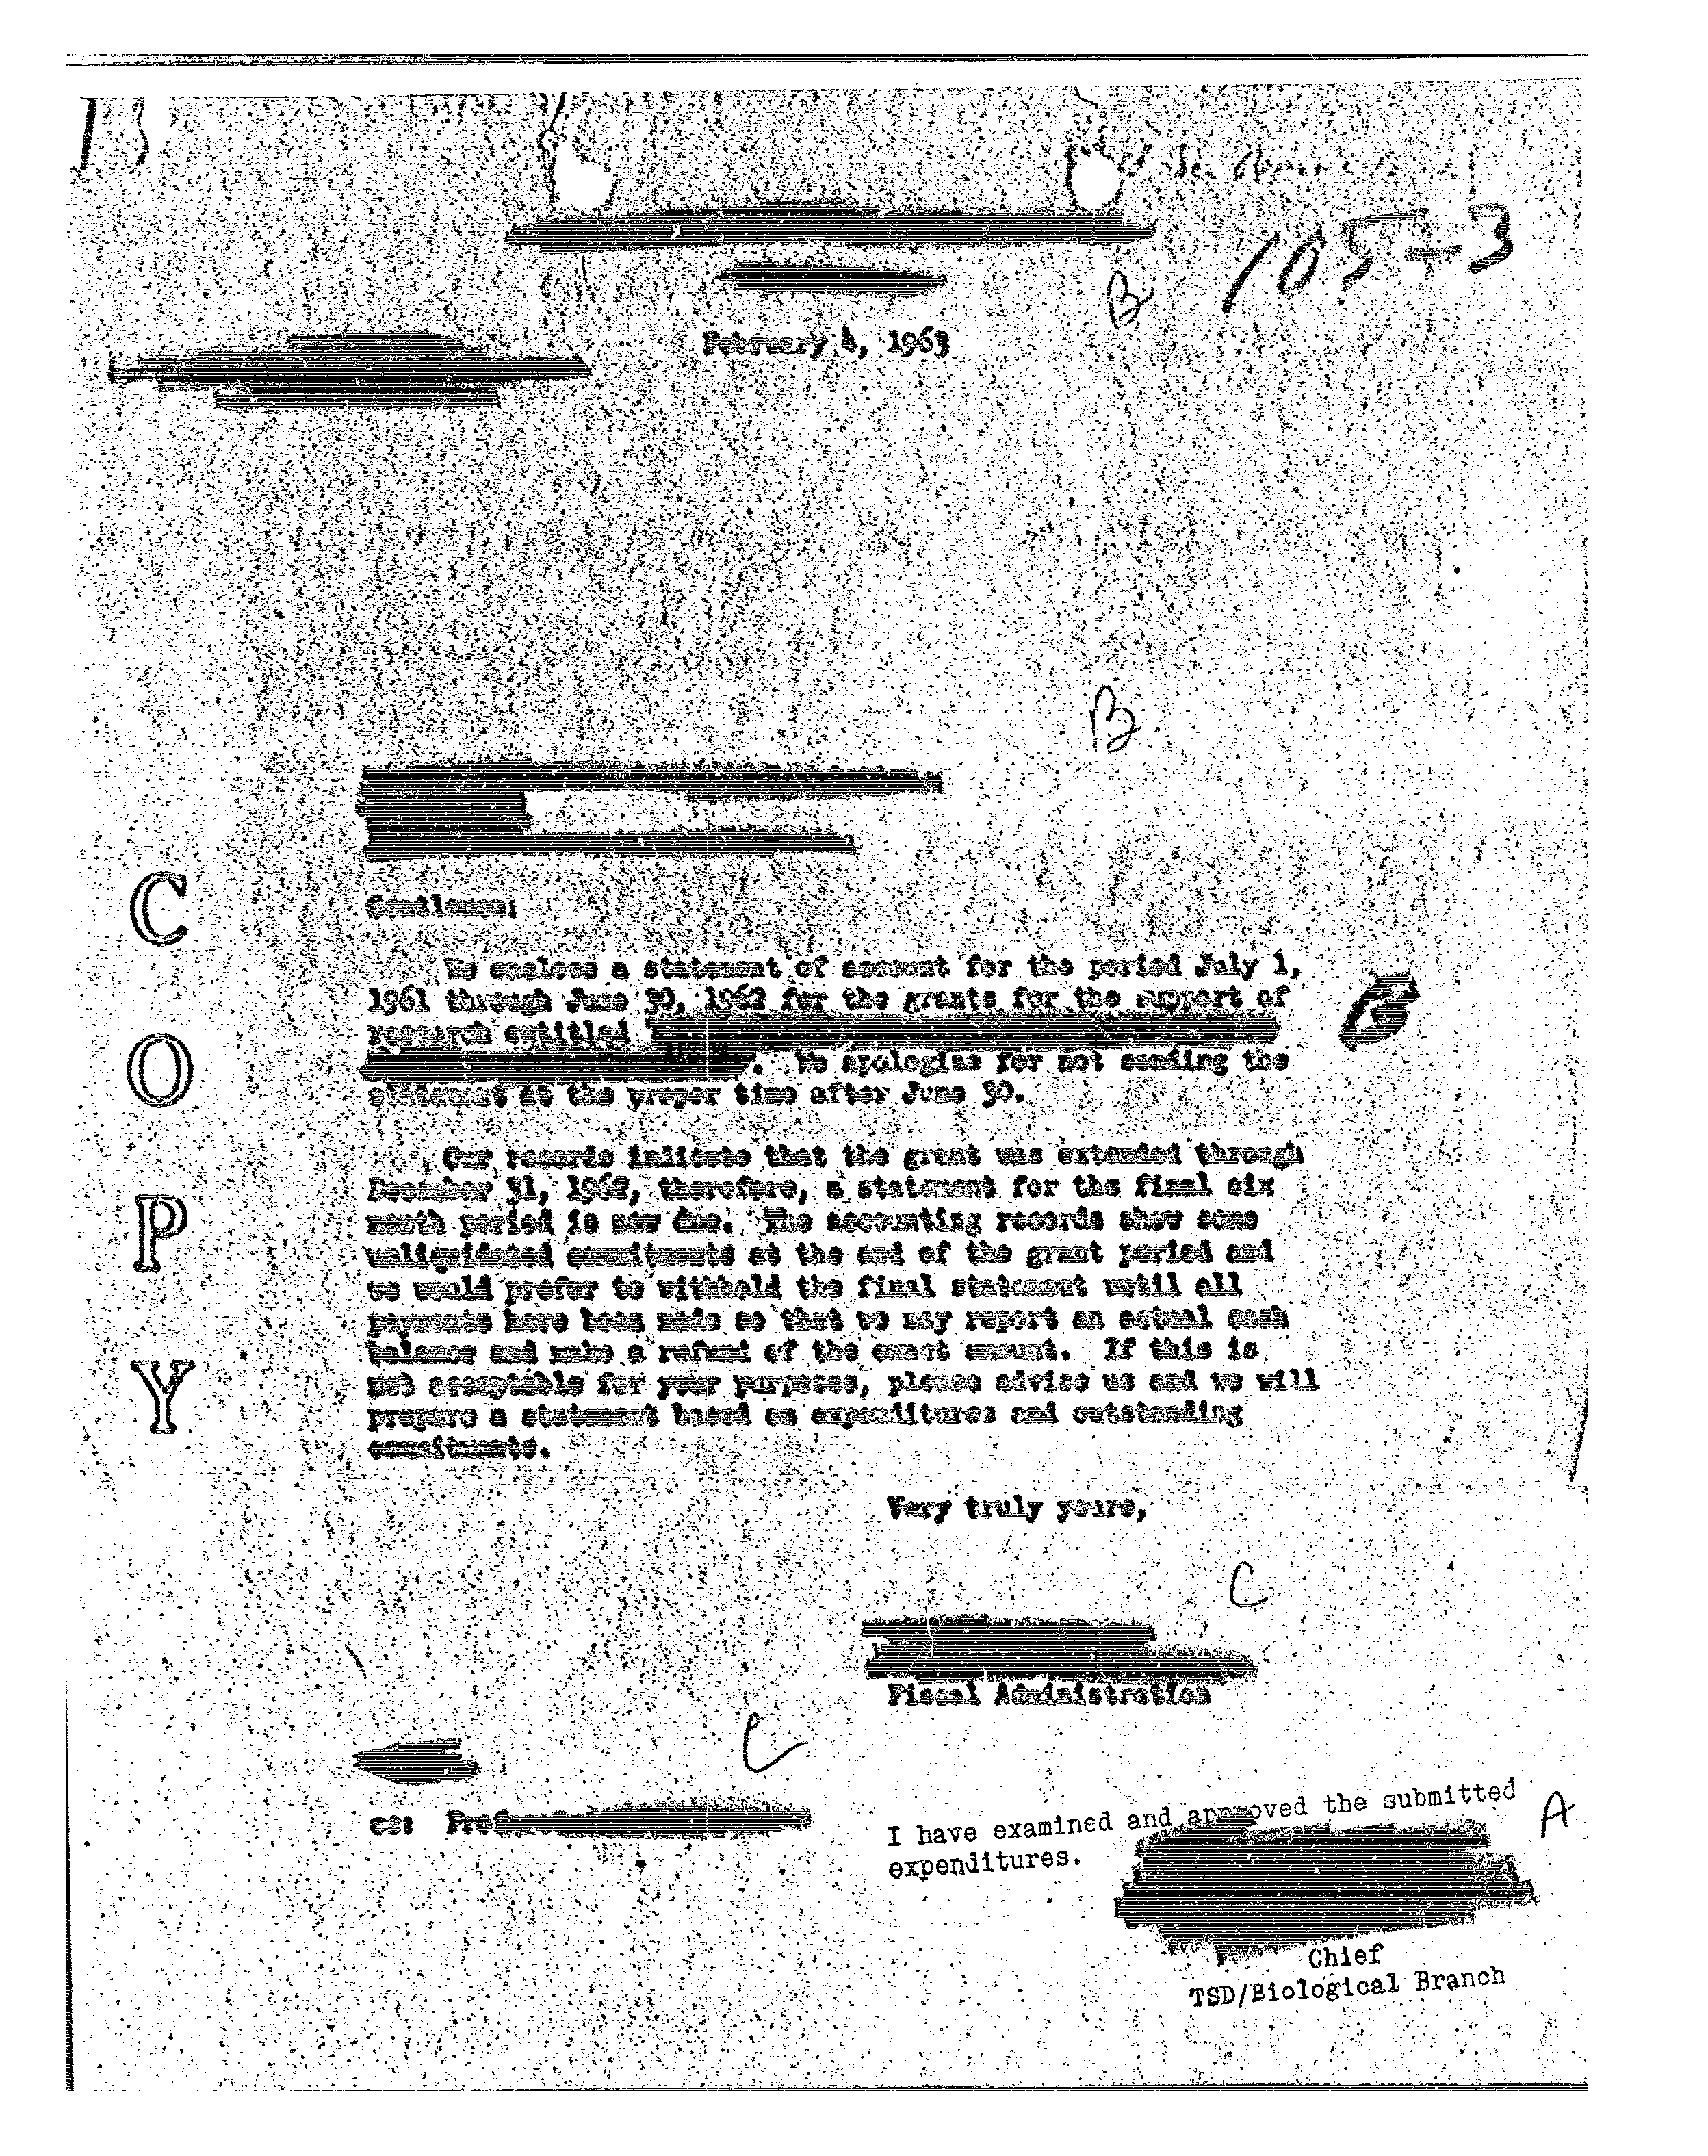 105-3
B
February 4, 1963
B
Gentlemen:
We enclose a statement of account for the period July 1,
1961 through June 30, 1962 for the grants for the support of
research entitled
B
. We apologize for not sending the
statement at the proper time after June 30.
Our records indicate that the grant was extended through
December 31, 1962, therefore, a statement for the final six
month period is now due. The accounting records show some
unliquidated commitments at the end of the grant period and
we would prefer to withhold the final statement until all
payments have been made so that we may report an actual cash
balance and make a refund of the exact amount. If this is
not acceptable for your purposes, please advise us and we will
prepare a statement based on expenditures and outstanding
commitments.
C
O
P
Y
Very truly yours,
C
Fiscal Administration
C
cc: Professor
I have examined and approved the submitted
expenditures.
A
Chief
TSD/Biological Branch